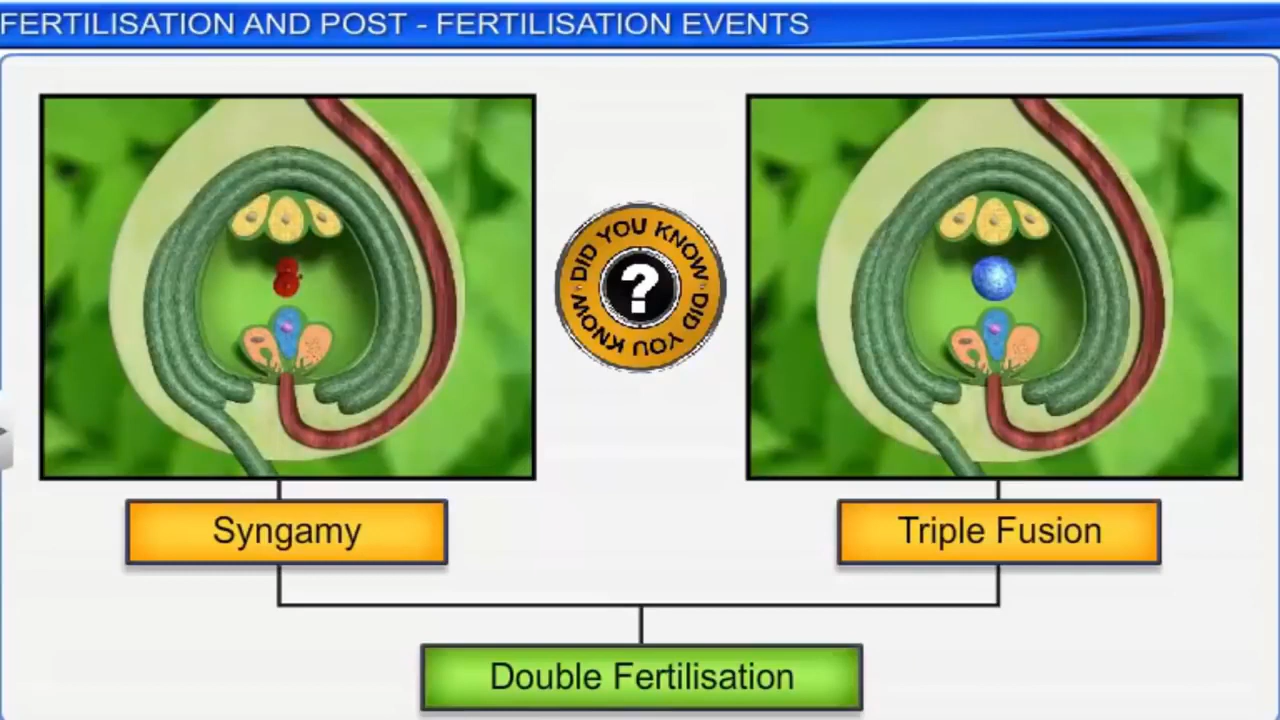 FERTILISATION AND POST - FERTILISATION EVENTS
DID YOU KNOW · DID YOU KNOW ·
?
Syngamy
Triple Fusion
Double Fertilisation